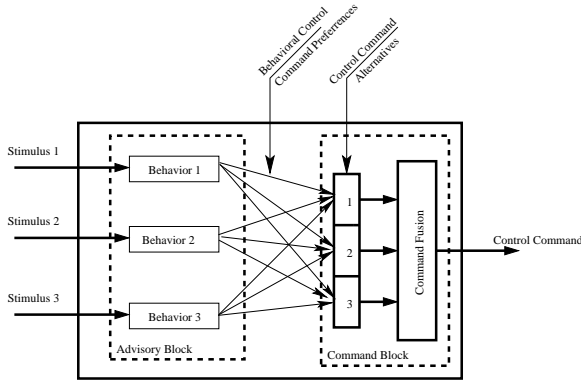 Behavioral Control
Command Preferrences
Control Command
Alternatives
Stimulus 1
Behavior 1
1
Stimulus 2
Behavior 2
2
Command Fusion
Control Command
Stimulus 3
Behavior 3
3
Advisory Block
Command Block